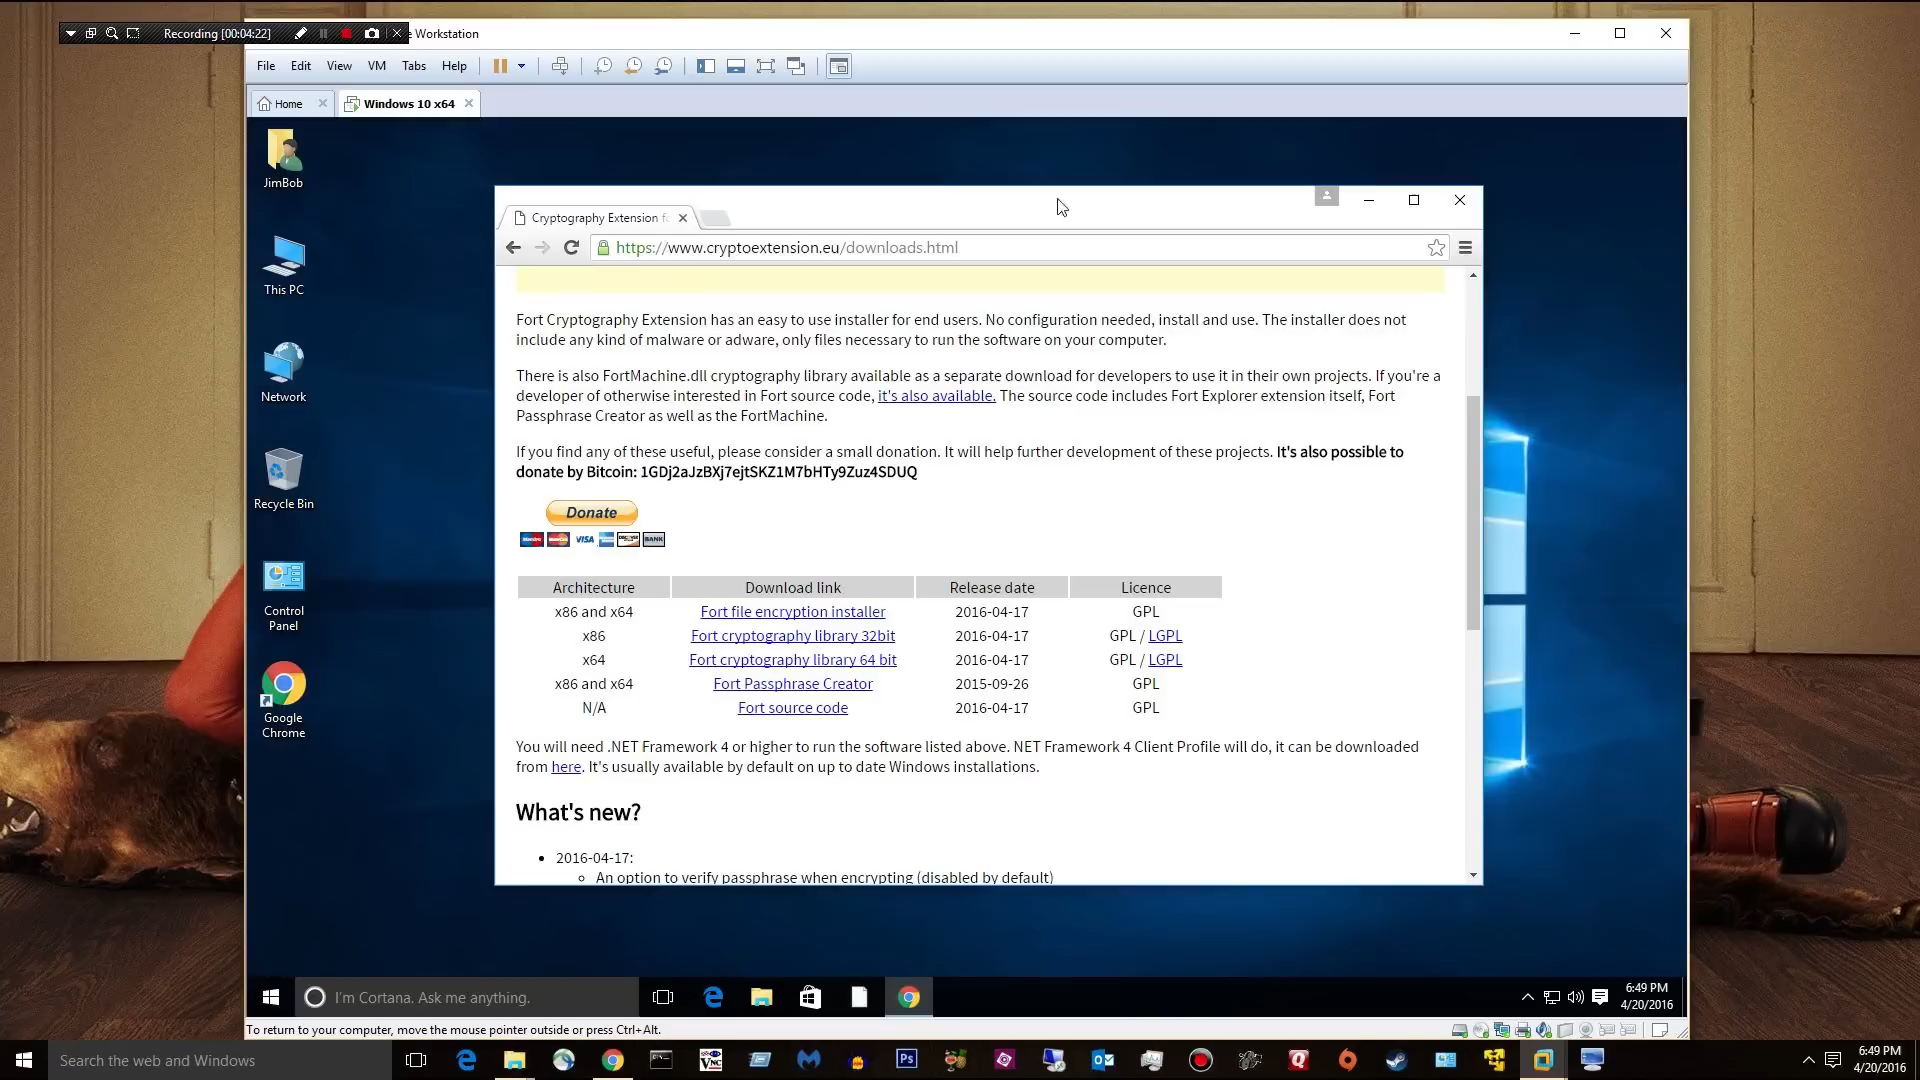 Recording [00:04:22]
e Workstation
File Edit View VM Tabs Help
Home
Windows 10 x64
JimBob
This PC
Network
Recycle Bin
Control
Panel
Google
Chrome
Cryptography Extension fo
https://www.cryptoextension.eu/downloads.html
Fort Cryptography Extension has an easy to use installer for end users. No configuration needed, install and use. The installer does not
include any kind of malware or adware, only files necessary to run the software on your computer.
There is also FortMachine.dll cryptography library available as a separate download for developers to use it in their own projects. If you're a
developer of otherwise interested in Fort source code, it's also available. The source code includes Fort Explorer extension itself, Fort
Passphrase Creator as well as the FortMachine.
If you find any of these useful, please consider a small donation. It will help further development of these projects. It's also possible to
donate by Bitcoin: 1GDj2aJzBXj7ejtSKZ1M7bHTy9Zuz4SDUQ
Donate
VISA BANK
Architecture Download link Release date Licence
x86 and x64 Fort file encryption installer 2016-04-17 GPL
x86 Fort cryptography library 32bit 2016-04-17 GPL / LGPL
x64 Fort cryptography library 64 bit 2016-04-17 GPL / LGPL
x86 and x64 Fort Passphrase Creator 2015-09-26 GPL
N/A Fort source code 2016-04-17 GPL
You will need .NET Framework 4 or higher to run the software listed above. NET Framework 4 Client Profile will do, it can be downloaded
from here. It's usually available by default on up to date Windows installations.
What's new?
• 2016-04-17:
An option to verify passphrase when encrypting (disabled by default)
I'm Cortana. Ask me anything.
6:49 PM
4/20/2016
To return to your computer, move the mouse pointer outside or press Ctrl+Alt.
Search the web and Windows
VNC
Ps
6:49 PM
4/20/2016